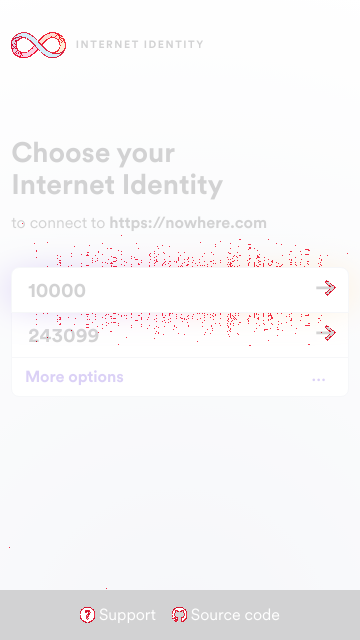 INTERNET IDENTITY
Choose your
Internet Identity
to connect to https://nowhere.com
10000
243099
More options ...
? Support Source code